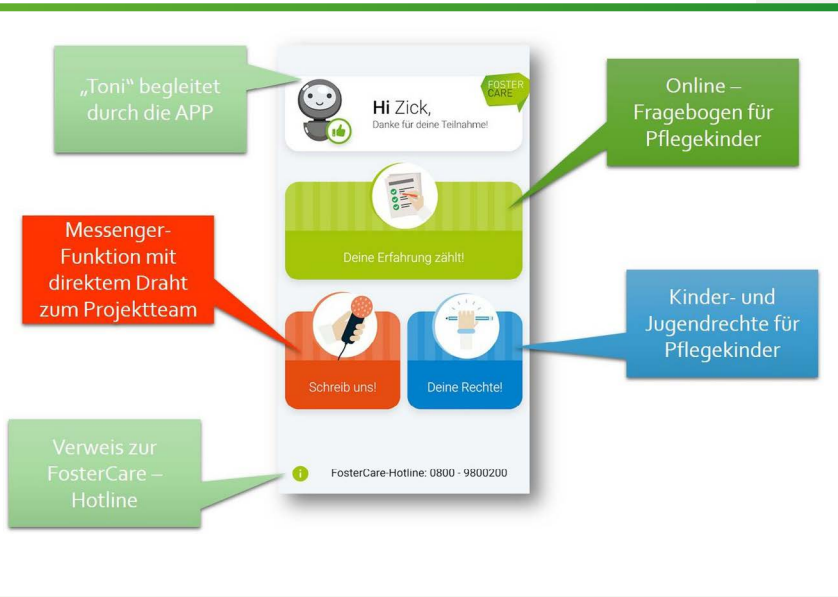 „Toni“ begleitet
durch die APP
FOSTER
CARE
Hi Zick,
Danke für deine Teilnahme!
Online –
Fragebogen für
Pflegekinder
Messenger-
Funktion mit
direktem Draht
zum Projektteam
Deine Erfahrung zählt!
Kinder- und
Jugendrechte für
Pflegekinder
Schreib uns!
Deine Rechte!
Verweis zur
FosterCare –
Hotline
i
FosterCare-Hotline: 0800 - 9800200